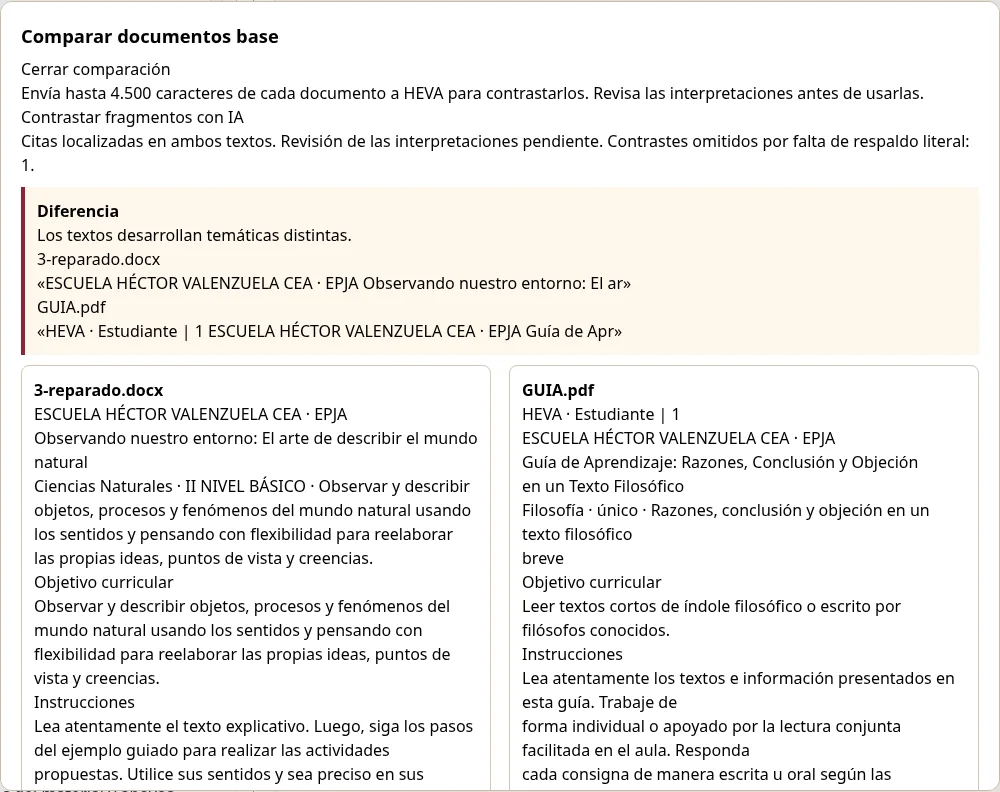 Comparar documentos base
Cerrar comparación
Envía hasta 4.500 caracteres de cada documento a HEVA para contrastarlos. Revisa las interpretaciones antes de usarlas.
Contrastar fragmentos con IA
Citas localizadas en ambos textos. Revisión de las interpretaciones pendiente. Contrastes omitidos por falta de respaldo literal:
1.
Diferencia
Los textos desarrollan temáticas distintas.
3-reparado.docx
«ESCUELA HÉCTOR VALENZUELA CEA · EPJA Observando nuestro entorno: El ar»
GUIA.pdf
«HEVA · Estudiante | 1 ESCUELA HÉCTOR VALENZUELA CEA · EPJA Guía de Apr»
3-reparado.docx
ESCUELA HÉCTOR VALENZUELA CEA · EPJA
Observando nuestro entorno: El arte de describir el mundo
natural
Ciencias Naturales · II NIVEL BÁSICO · Observar y describir
objetos, procesos y fenómenos del mundo natural usando
los sentidos y pensando con flexibilidad para reelaborar
las propias ideas, puntos de vista y creencias.
Objetivo curricular
Observar y describir objetos, procesos y fenómenos del
mundo natural usando los sentidos y pensando con
flexibilidad para reelaborar las propias ideas, puntos de
vista y creencias.
Instrucciones
Lea atentamente el texto explicativo. Luego, siga los pasos
del ejemplo guiado para realizar las actividades
propuestas. Utilice sus sentidos y sea preciso en sus
GUIA.pdf
HEVA · Estudiante | 1
ESCUELA HÉCTOR VALENZUELA CEA · EPJA
Guía de Aprendizaje: Razones, Conclusión y Objeción
en un Texto Filosófico
Filosofía · único · Razones, conclusión y objeción en un
texto filosófico
breve
Objetivo curricular
Leer textos cortos de índole filosófico o escrito por
filósofos conocidos.
Instrucciones
Lea atentamente los textos e información presentados en
esta guía. Trabaje de
forma individual o apoyado por la lectura conjunta
facilitada en el aula. Responda
cada consigna de manera escrita u oral según las